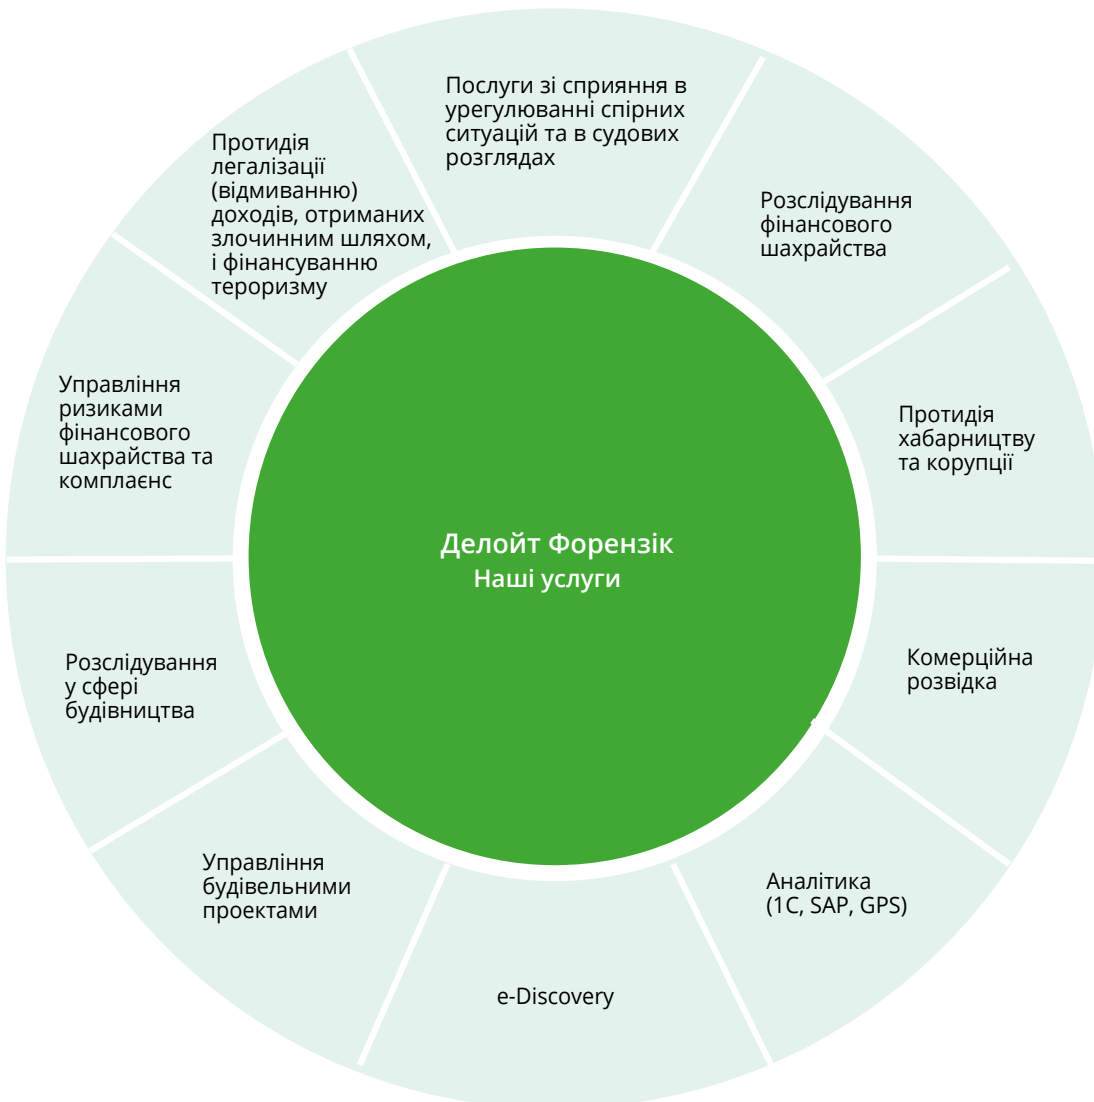 Послуги зі сприяння в
урегулюванні спірних
ситуацій та в судових
розглядах
Розслідування
фінансового
шахрайства
Протидія
хабарництву
та корупції
Комерційна
розвідка
Аналітика
(1С, SAP, GPS)
e-Discovery
Управління
будівельними
проектами
Розслідування
у сфері
будівництва
Управління
ризиками
фінансового
шахрайства та
комплаєнс
Протидія
легалізації
(відмиванню)
доходів, отриманих
злочинним шляхом,
і фінансуванню
тероризму
Делойт Форензік
Наші услуги